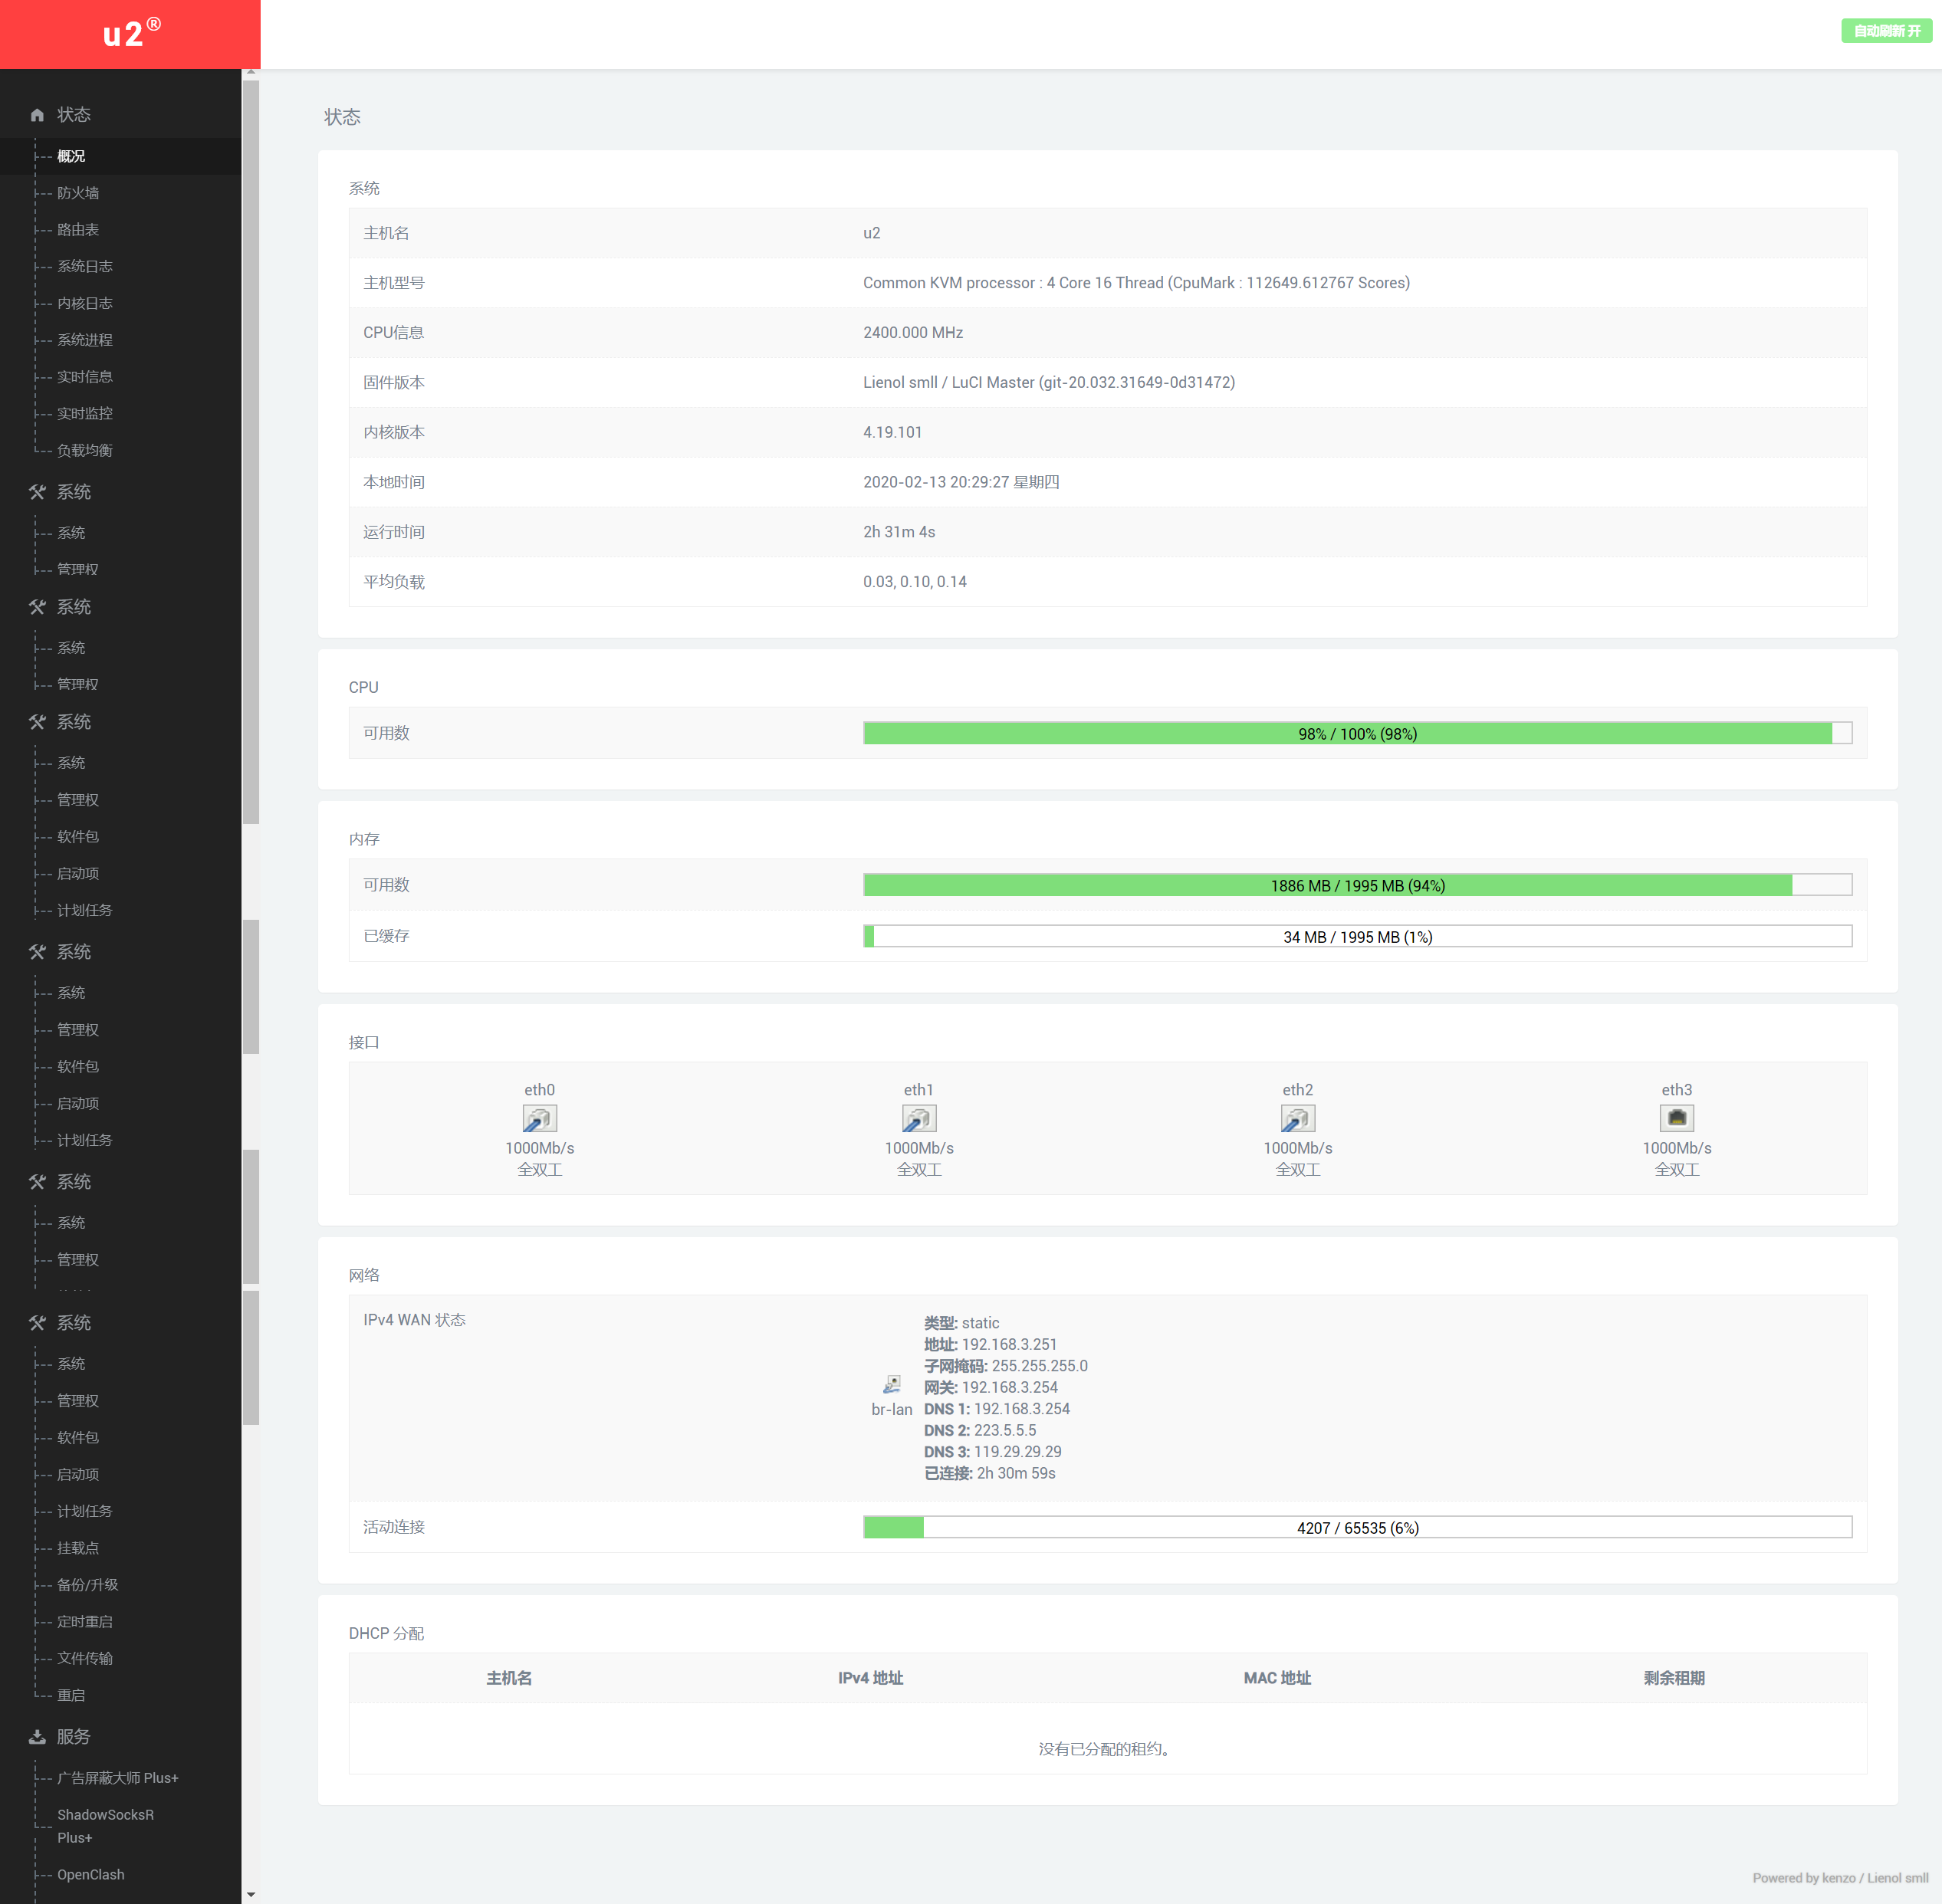 u2®
自动刷新 开
状态
概况
防火墙
路由表
系统日志
内核日志
系统进程
实时信息
实时监控
负载均衡
系统
系统
管理权
系统
系统
管理权
系统
系统
管理权
软件包
启动项
计划任务
系统
系统
管理权
软件包
启动项
计划任务
系统
系统
管理权
系统
系统
管理权
软件包
启动项
计划任务
挂载点
备份/升级
定时重启
文件传输
重启
服务
广告屏蔽大师 Plus+
ShadowSocksR
Plus+
OpenClash
状态
系统
主机名 u2
主机型号 Common KVM processor : 4 Core 16 Thread (CpuMark : 112649.612767 Scores)
CPU信息 2400.000 MHz
固件版本 Lienol smll / LuCI Master (git-20.032.31649-0d31472)
内核版本 4.19.101
本地时间 2020-02-13 20:29:27 星期四
运行时间 2h 31m 4s
平均负载 0.03, 0.10, 0.14
CPU
可用数 98% / 100% (98%)
内存
可用数 1886 MB / 1995 MB (94%)
已缓存 34 MB / 1995 MB (1%)
接口
eth0 eth1 eth2 eth3
1000Mb/s 1000Mb/s 1000Mb/s 1000Mb/s
全双工 全双工 全双工 全双工
网络
IPv4 WAN 状态
br-lan
类型: static
地址: 192.168.3.251
子网掩码: 255.255.255.0
网关: 192.168.3.254
DNS 1: 192.168.3.254
DNS 2: 223.5.5.5
DNS 3: 119.29.29.29
已连接: 2h 30m 59s
活动连接 4207 / 65535 (6%)
DHCP 分配
主机名 IPv4 地址 MAC 地址 剩余租期
没有已分配的租约。
Powered by kenzo / Lienol smll